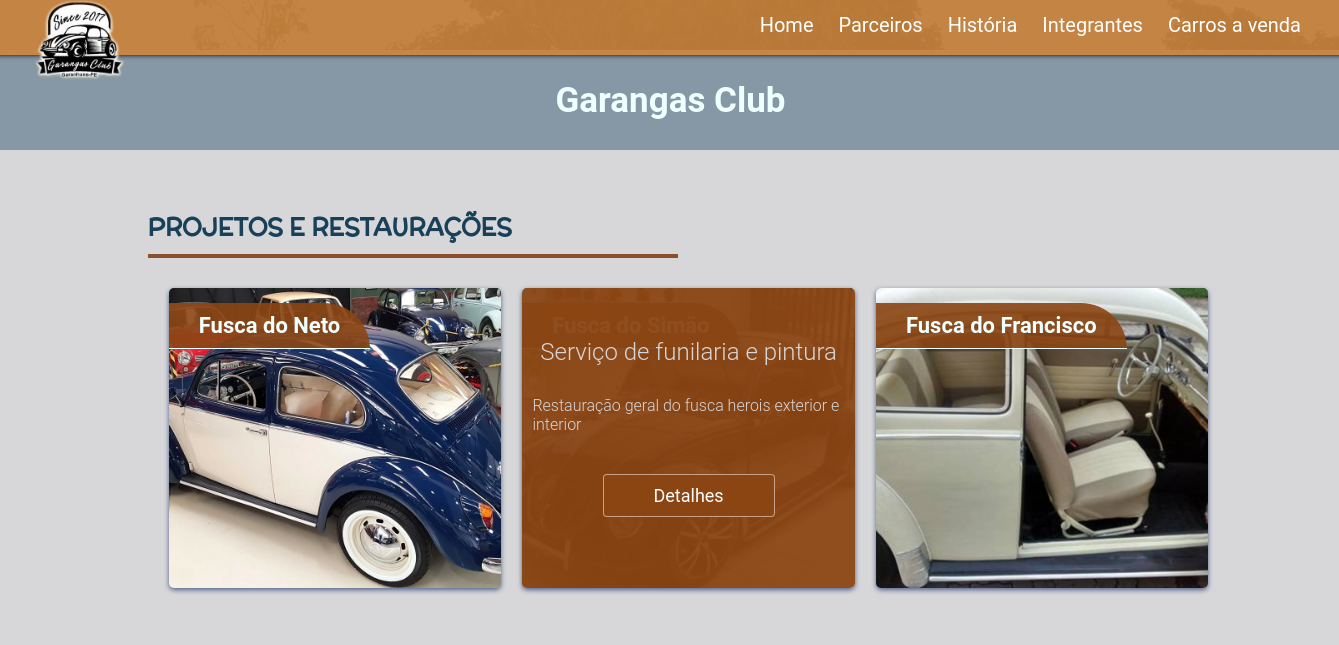 Since 2017
Garangas Club
Garanhuns-PE
Home Parceiros História Integrantes Carros a venda
Garangas Club
PROJETOS E RESTAURAÇÕES
Fusca do Neto
Fusca do Simão
Serviço de funilaria e pintura
Restauração geral do fusca herois exterior e
interior
Detalhes
Fusca do Francisco